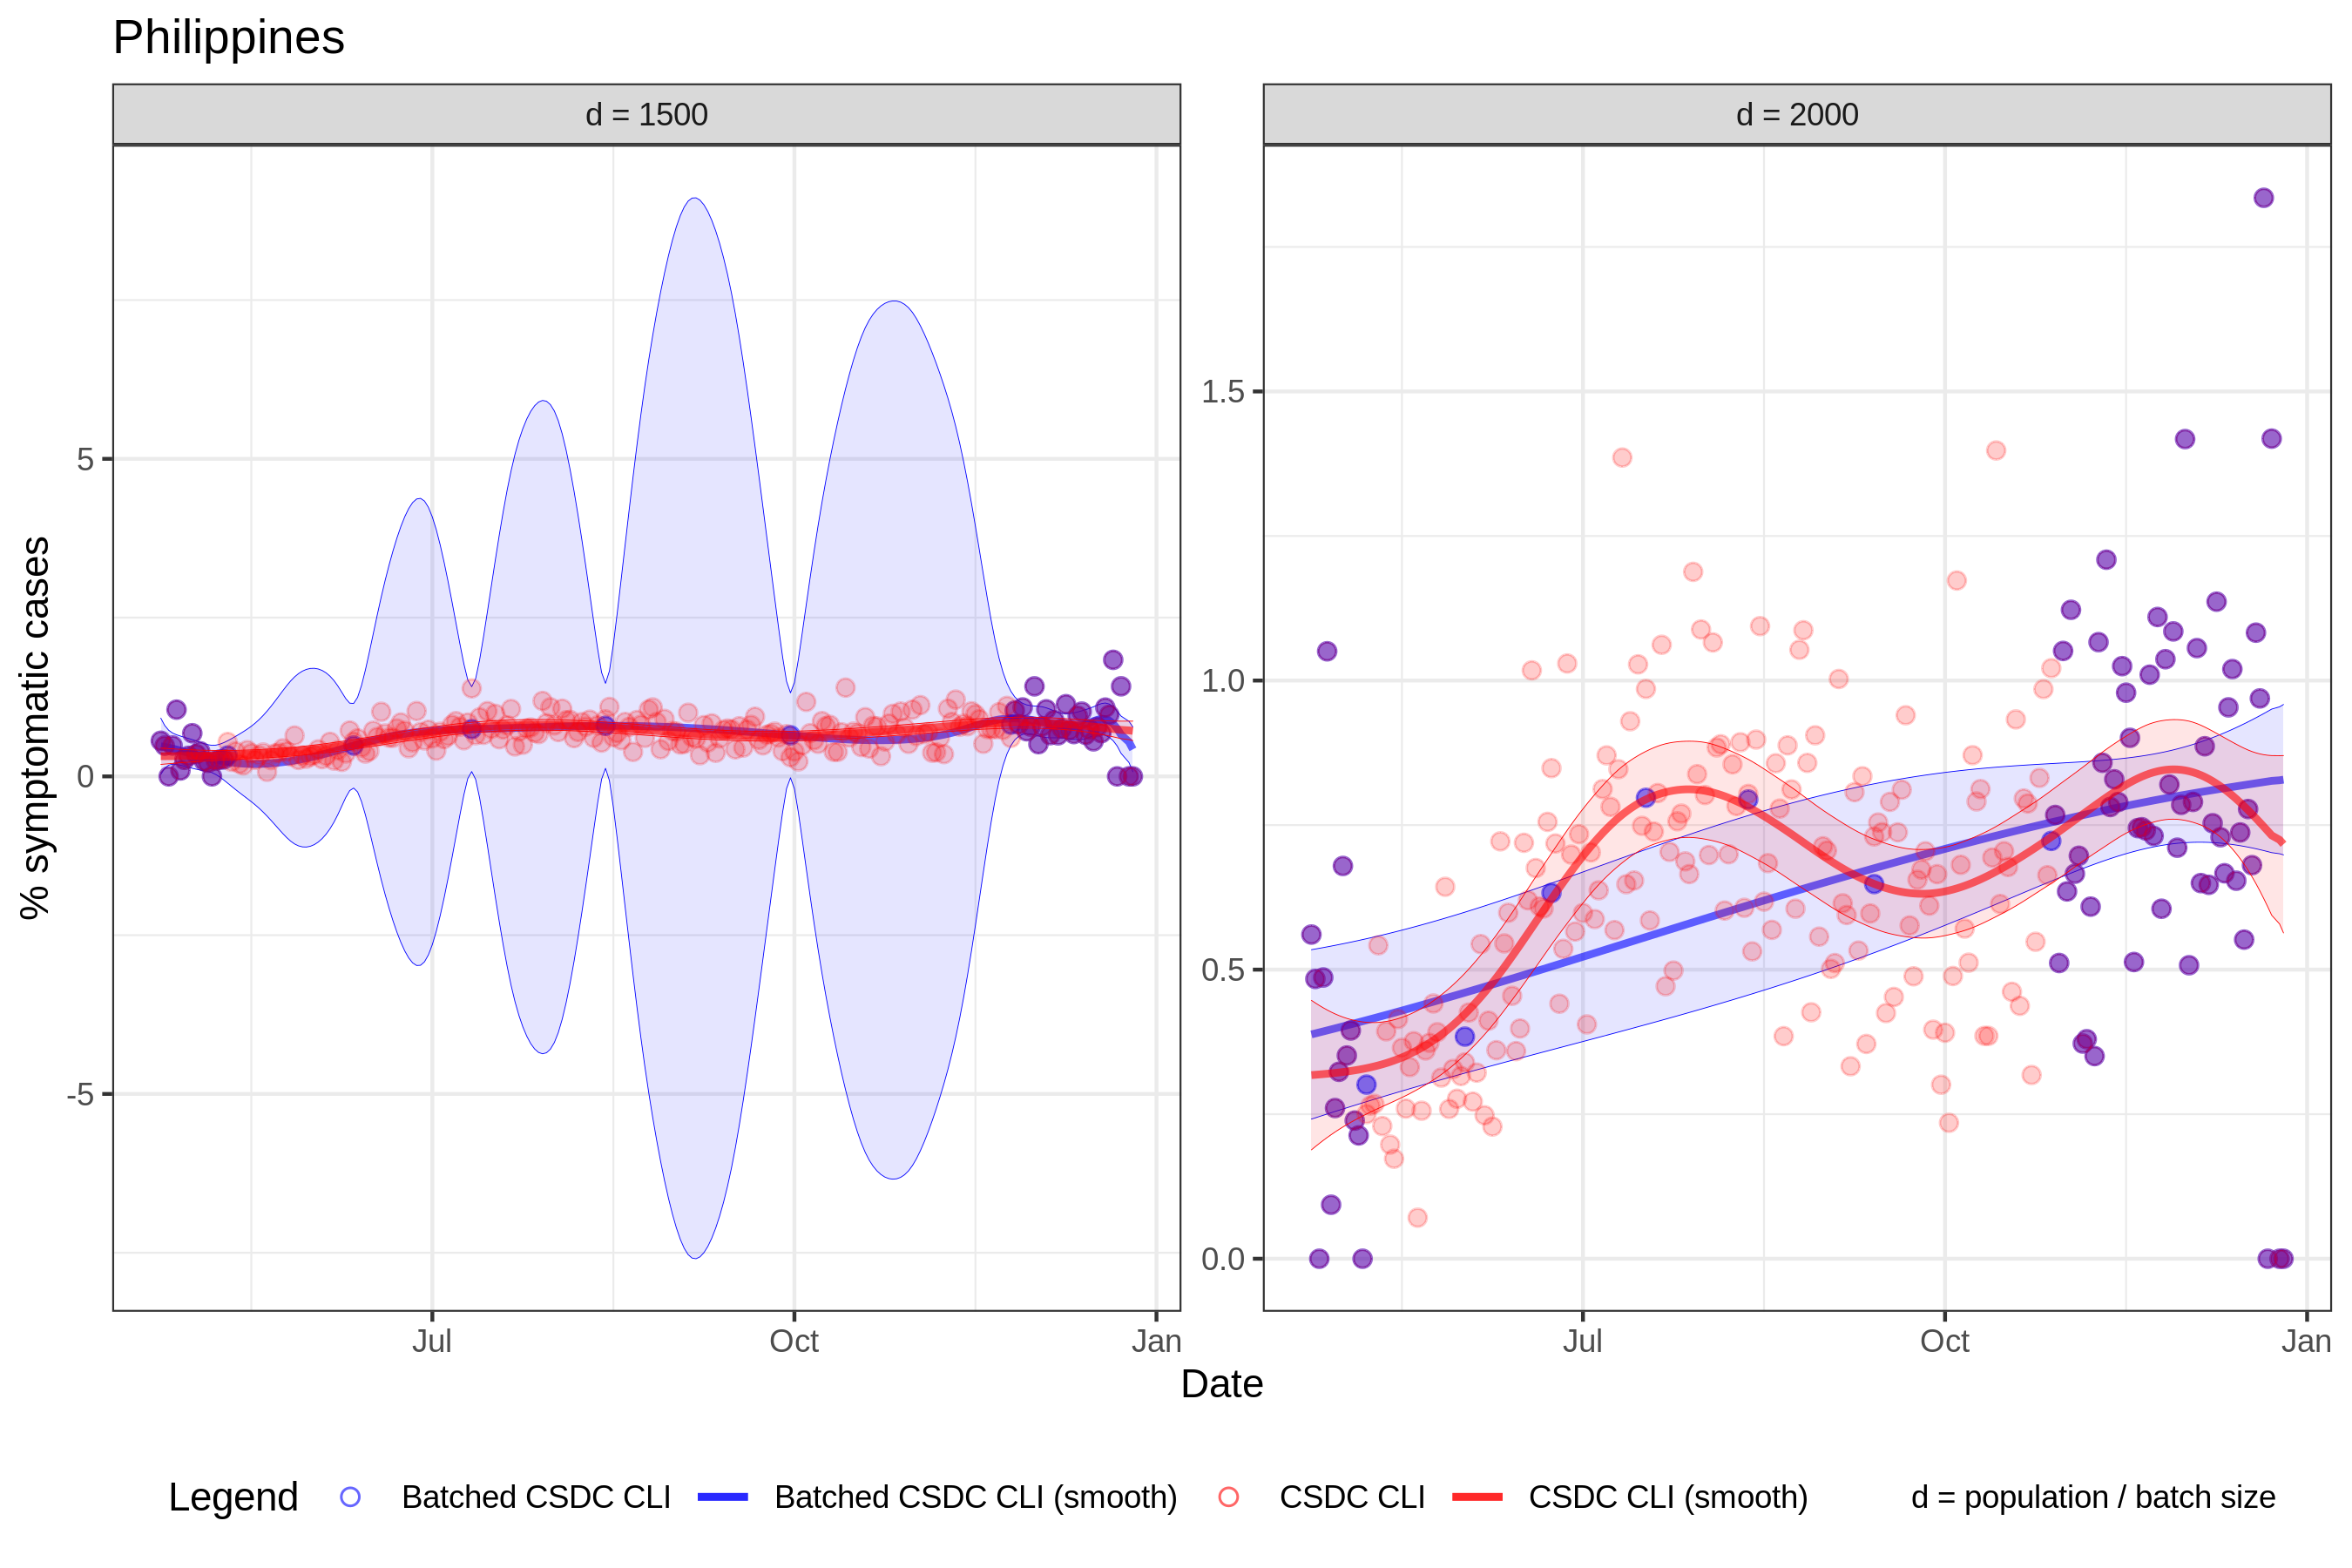 Philippines
d = 1500
d = 2000
% symptomatic cases
5
0
-5
1.5
1.0
0.5
0.0
Jul
Oct
Jan
Jul
Oct
Jan
Date
Legend
Batched CSDC CLI
Batched CSDC CLI (smooth)
CSDC CLI
CSDC CLI (smooth)
d = population / batch size